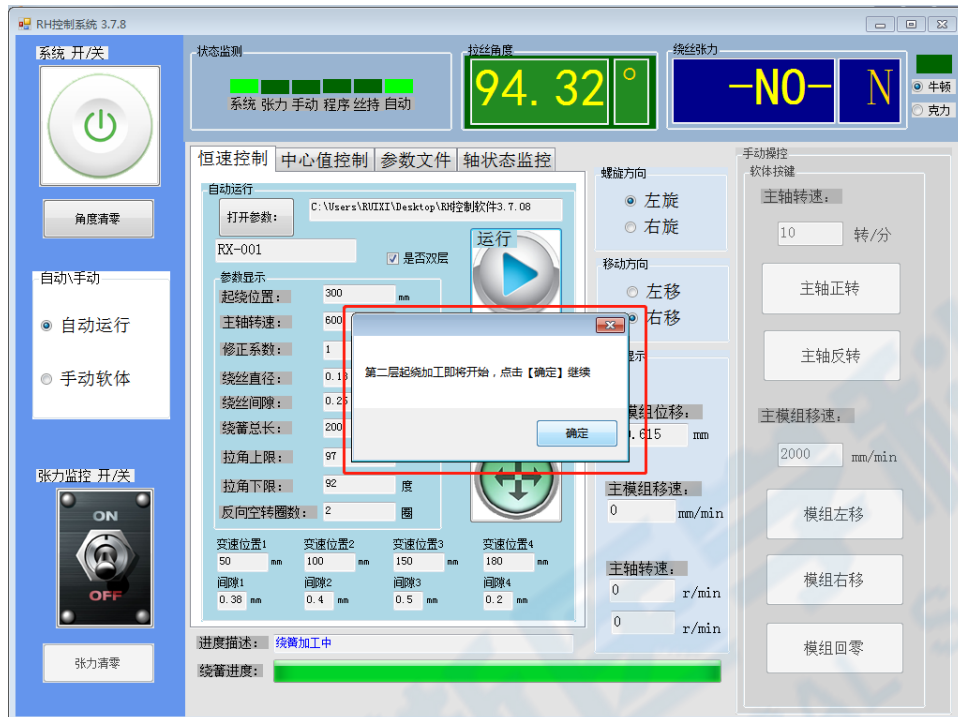 RH控制系统 3.7.8
系统 开/关
角度清零
自动\手动
自动运行
手动软体
张力监控 开/关
ON
OFF
张力清零
状态监测
系统 张力 手动 程序 丝持 自动
拉丝角度
94.32 °
绕丝张力
-NO- N
牛顿
克力
恒速控制 中心值控制 参数文件 轴状态监控
自动运行
打开参数: C:\Users\RUIXI\Desktop\RH控制软件3.7.08
RX-001
是否双层
运行
参数显示
起绕位置: 300 mm
主轴转速: 600
修正系数: 1
绕丝直径: 0.18
绕丝间隙: 0.25
绕簧总长: 200
拉角上限: 97
拉角下限: 92 度
反向空转圈数: 2 圈
变速位置1 变速位置2 变速位置3 变速位置4
50 mm 100 mm 150 mm 180 mm
间隙1 间隙2 间隙3 间隙4
0.38 mm 0.4 mm 0.5 mm 0.2 mm
进度描述: 绕簧加工中
绕簧进度:
第二层起绕加工即将开始，点击【确定】继续
确定
螺旋方向
左旋
右旋
移动方向
左移
右移
显示
模组位移:
.615 mm
主模组移速:
0 mm/min
主轴转速:
0 r/min
0 r/min
手动操控
软体按键
主轴转速:
10 转/分
主轴正转
主轴反转
主模组移速:
2000 mm/min
模组左移
模组右移
模组回零